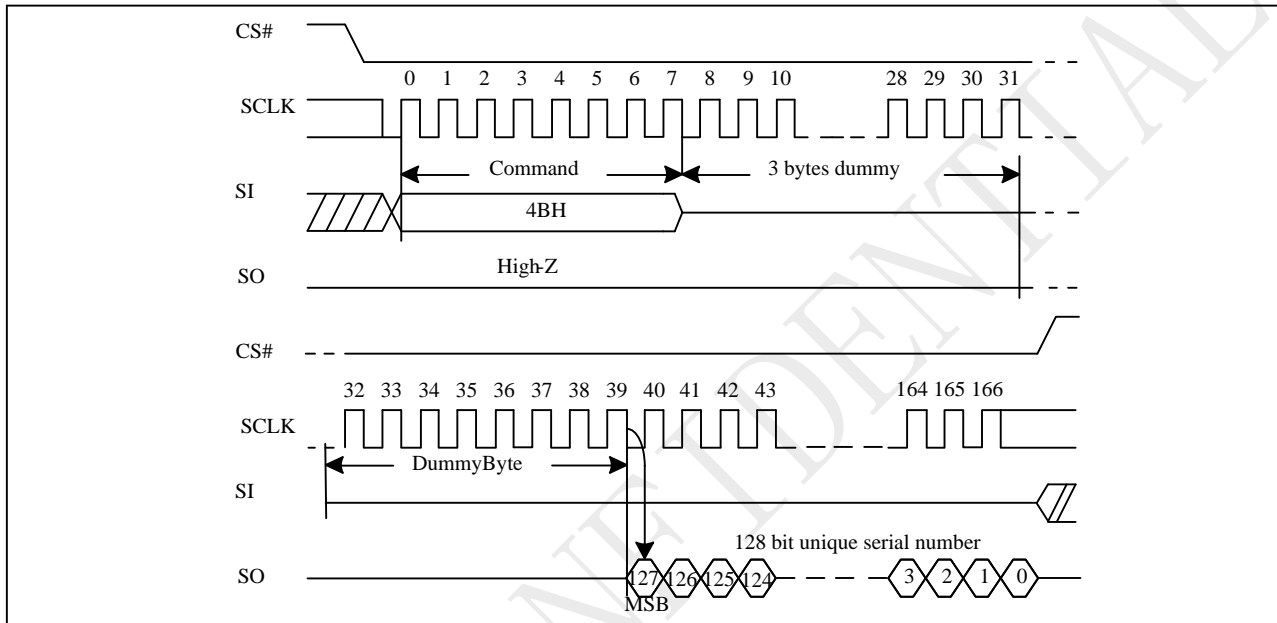 CS#
0 1 2 3 4 5 6 7 8 9 10 28 29 30 31
SCLK
Command 3 bytes dummy
SI
4BH
High-Z
SO
CS#
32 33 34 35 36 37 38 39 40 41 42 43 164 165 166
SCLK
DummyByte
SI
128 bit unique serial number
SO
127 126 125 124 3 2 1 0
MSB